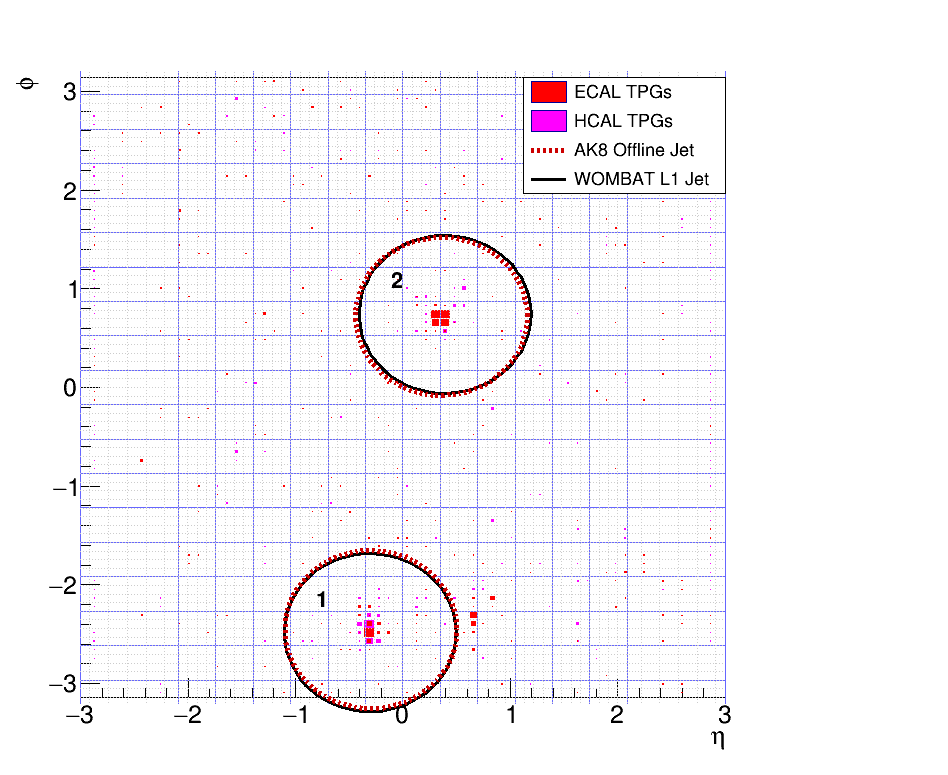 φ
3
2
1
0
−1
−2
−3
ECAL TPGs
HCAL TPGs
AK8 Offline Jet
WOMBAT L1 Jet
2
1
−3 −2 −1 0 1 2 3
η